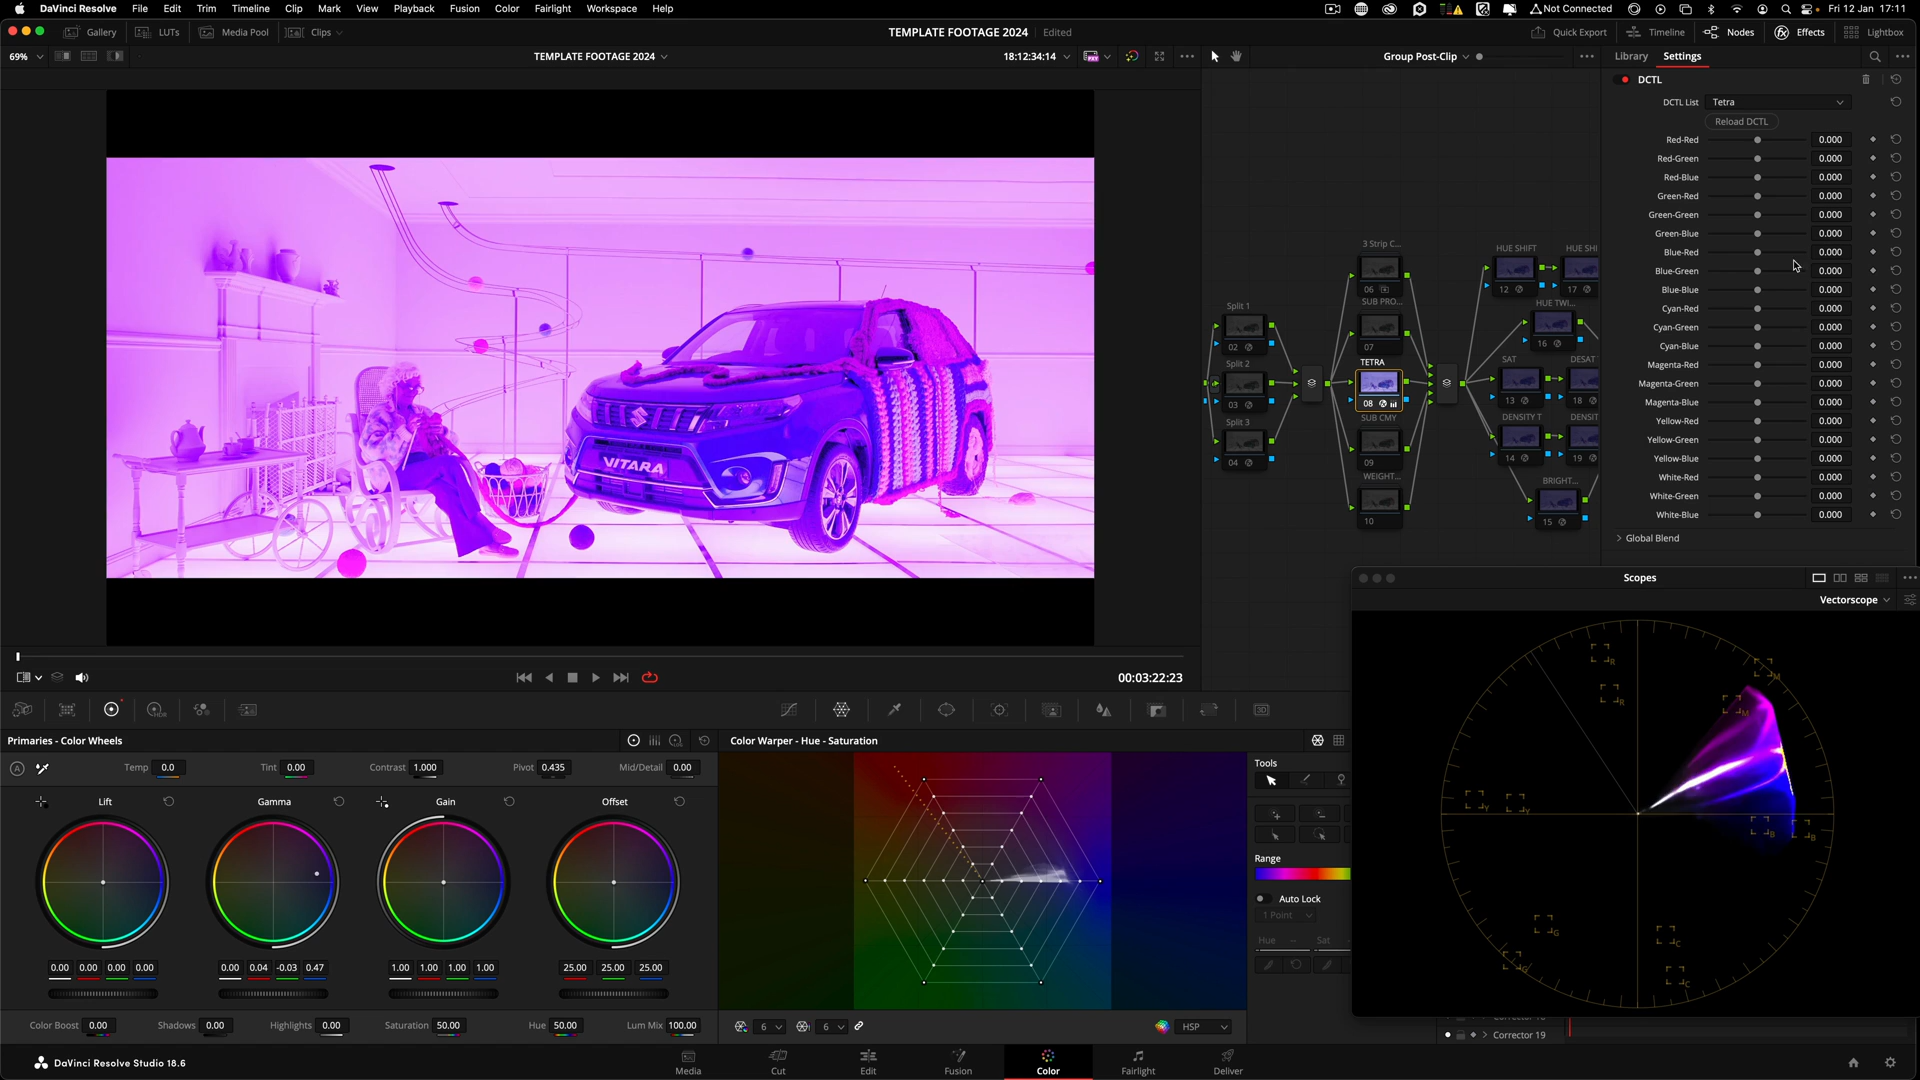 DaVinci Resolve File Edit Trim Timeline Clip Mark View Playback Fusion Color Fairlight Workspace Help Not Connected Fri 12 Jan 17:11
Gallery LUTs Media Pool Clips TEMPLATE FOOTAGE 2024 Edited Quick Export Timeline Nodes Effects Lightbox
69% TEMPLATE FOOTAGE 2024 18:12:34:14 Group Post-Clip Library Settings
DCTL
DCTL List Tetra
Reload DCTL
Red-Red 0.000
Red-Green 0.000
Red-Blue 0.000
Green-Red 0.000
Green-Green 0.000
Green-Blue 0.000
Blue-Red 0.000
Blue-Green 0.000
Blue-Blue 0.000
Cyan-Red 0.000
Cyan-Green 0.000
Cyan-Blue 0.000
Magenta-Red 0.000
Magenta-Green 0.000
Magenta-Blue 0.000
Yellow-Red 0.000
Yellow-Green 0.000
Yellow-Blue 0.000
White-Red 0.000
White-Green 0.000
White-Blue 0.000
Global Blend
VITARA
Split 1
02
Split 2
03
Split 3
04
3 Strip C...
06
SUB PRO...
07
TETRA
08
SUB CMY
09
WEIGHT...
10
HUE SHIFT
12
HUE SHI
17
HUE TWI...
16
SAT
13
DESAT
18
DENSITY T
14
DENSIT
19
BRIGHT...
15
00:03:22:23
Scopes
Vectorscope
R
M
R
M
Y
Y
B
B
G
C
G
C
Primaries - Color Wheels
A Temp 0.0 Tint 0.00 Contrast 1.000 Pivot 0.435 Mid/Detail 0.00
Lift Gamma Gain Offset
0.00 0.00 0.00 0.00 0.00 0.04 -0.03 0.47 1.00 1.00 1.00 1.00 25.00 25.00 25.00
Color Boost 0.00 Shadows 0.00 Highlights 0.00 Saturation 50.00 Hue 50.00 Lum Mix 100.00
Color Warper - Hue - Saturation
Tools
Range
Auto Lock
1 Point
Hue Sat
6 6 HSP
Corrector 19
DaVinci Resolve Studio 18.6 Media Cut Edit Fusion Color Fairlight Deliver